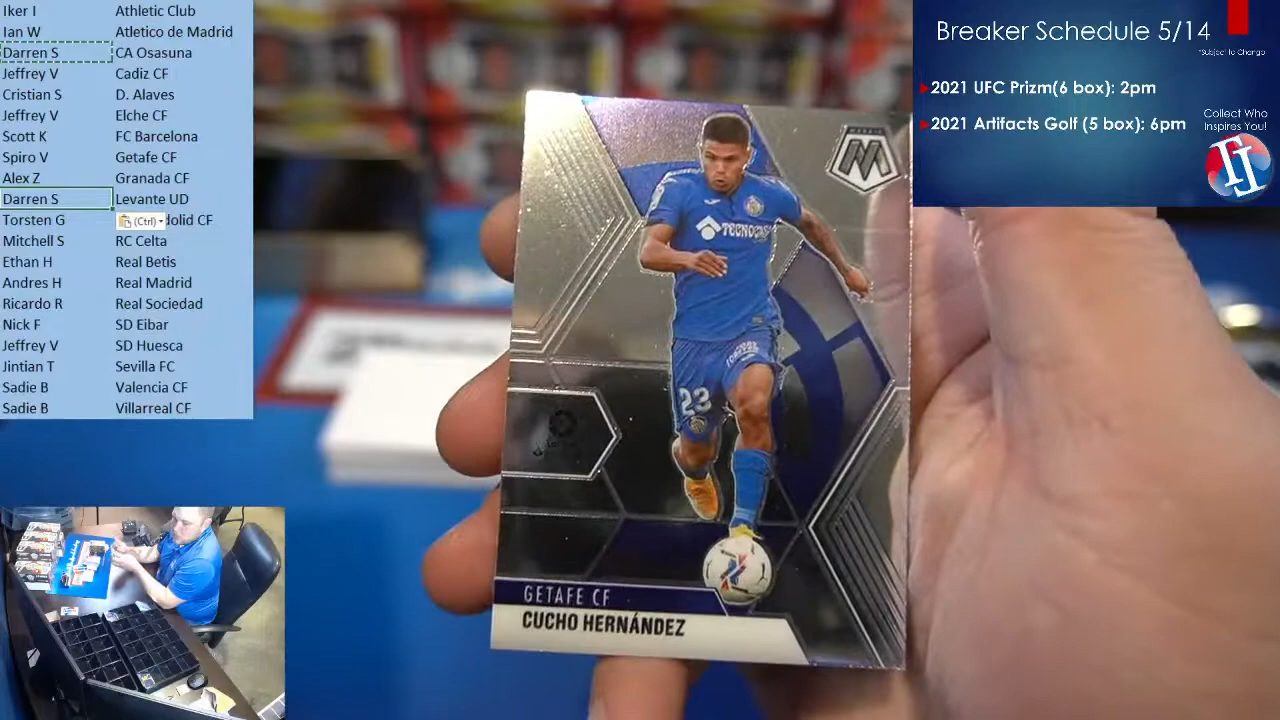 Iker I Athletic Club
Ian W Atletico de Madrid
Darren S CA Osasuna
Jeffrey V Cadiz CF
Cristian S D. Alaves
Jeffrey V Elche CF
Scott K FC Barcelona
Spiro V Getafe CF
Alex Z Granada CF
Darren S Levante UD
Torsten G (Ctrl) dolid CF
Mitchell S RC Celta
Ethan H Real Betis
Andres H Real Madrid
Ricardo R Real Sociedad
Nick F SD Eibar
Jeffrey V SD Huesca
Jintian T Sevilla FC
Sadie B Valencia CF
Sadie B Villarreal CF
Breaker Schedule 5/14
*Subject to Change
2021 UFC Prizm(6 box): 2pm
2021 Artifacts Golf (5 box): 6pm
Collect Who
Inspires You!
MOSAIC
M
TECNOCAS
23
GETAFE CF
CUCHO HERNÁNDEZ